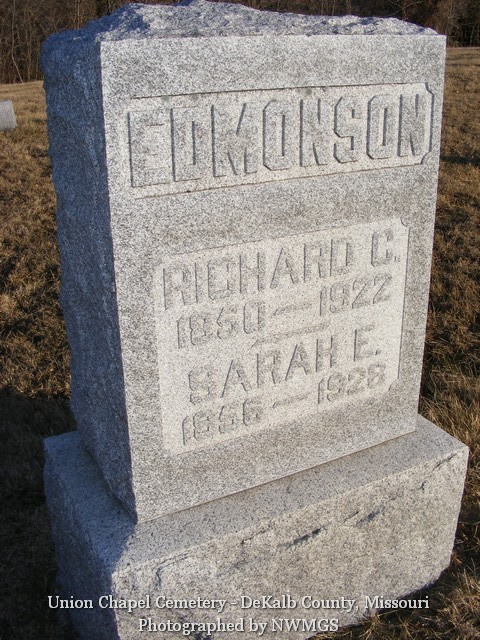 EDMONSON
RICHARD C.
1850 — 1922
SARAH E.
1856 — 1928
Union Chapel Cemetery - DeKalb County, Missouri
Photographed by NWMGS